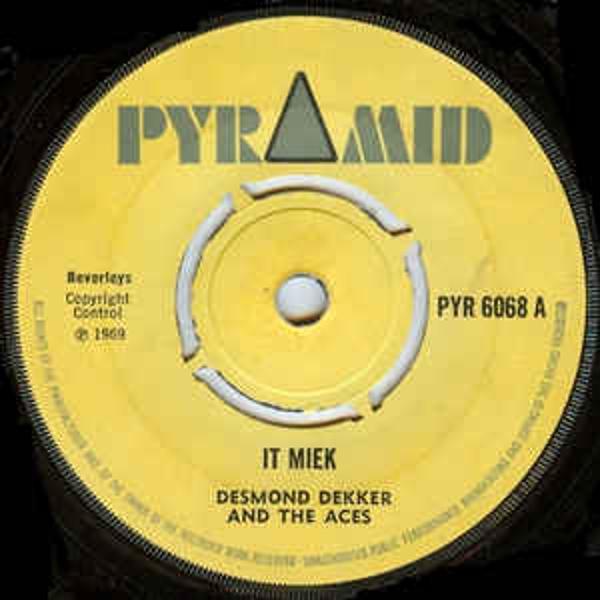 PYRAMID
Beverleys
Copyright
Control
℗ 1969
PYR 6068 A
IT MIEK
DESMOND DEKKER
AND THE ACES